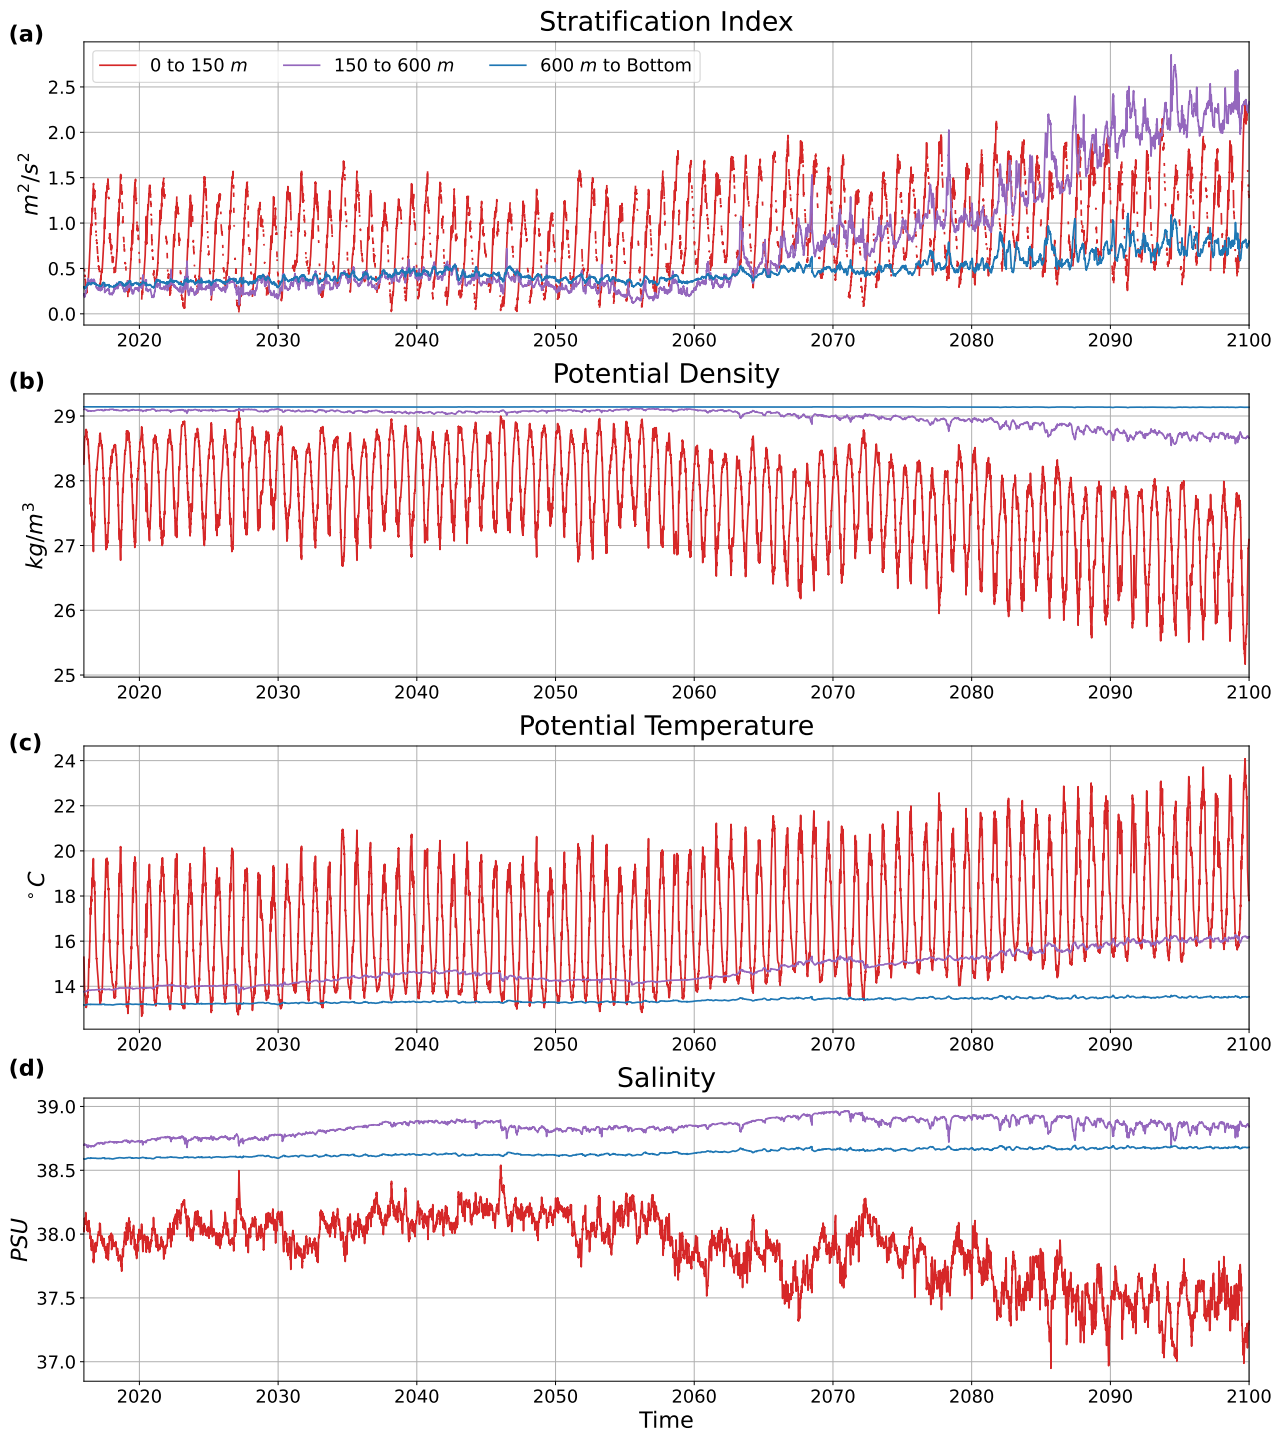 (a)
Stratification Index
0 to 150 m
150 to 600 m
600 m to Bottom
m²/s²
2.5
2.0
1.5
1.0
0.5
0.0
2020 2030 2040 2050 2060 2070 2080 2090 2100
(b)
Potential Density
kg/m³
29
28
27
26
25
2020 2030 2040 2050 2060 2070 2080 2090 2100
(c)
Potential Temperature
°C
24
22
20
18
16
14
2020 2030 2040 2050 2060 2070 2080 2090 2100
(d)
Salinity
PSU
39.0
38.5
38.0
37.5
37.0
2020 2030 2040 2050 2060 2070 2080 2090 2100
Time